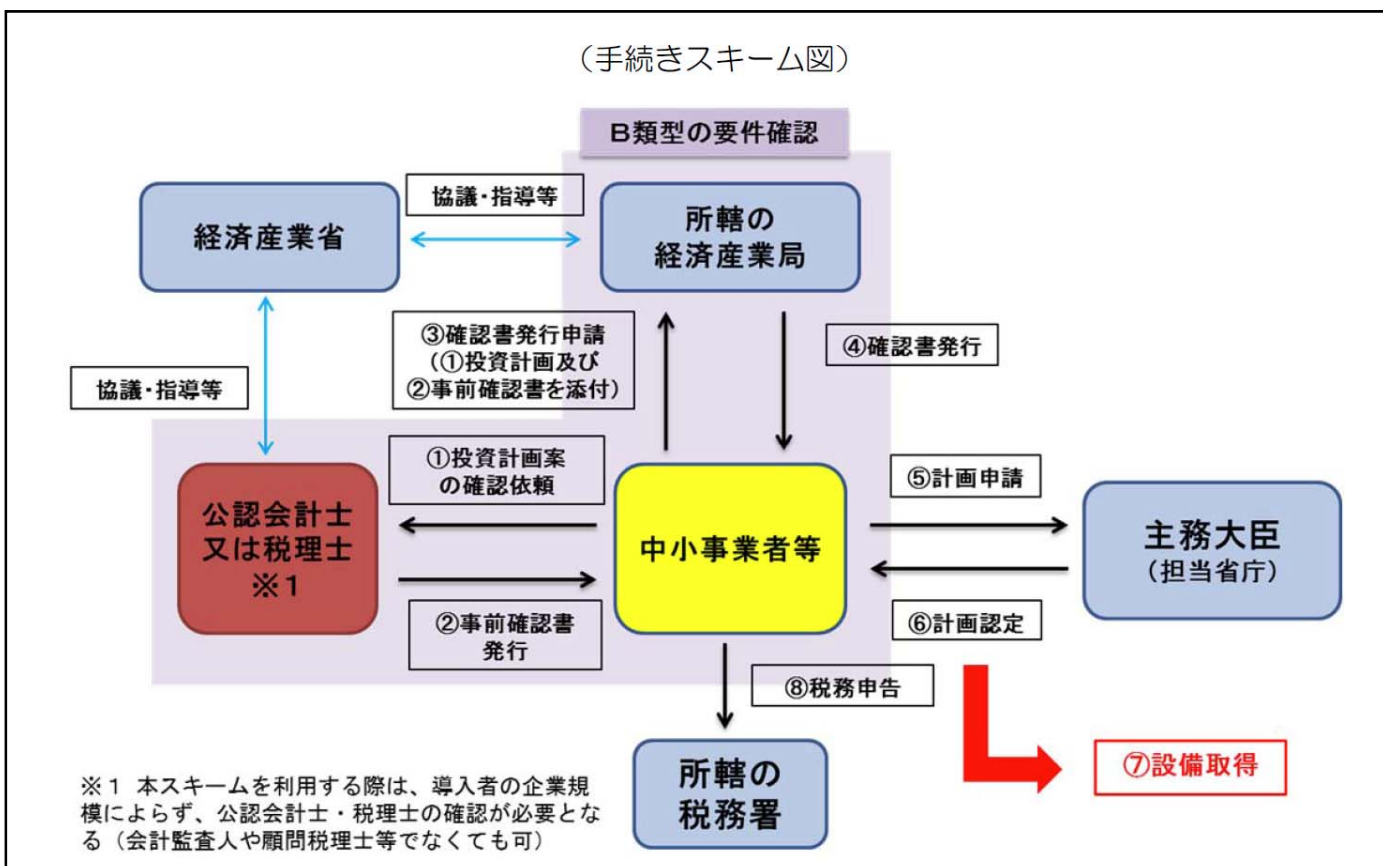 （手続きスキーム図）
B類型の要件確認
経済産業省
協議・指導等
所轄の
経済産業局
③確認書発行申請
（①投資計画及び
②事前確認書を添付）
④確認書発行
協議・指導等
①投資計画案
の確認依頼
公認会計士
又は税理士
※１
中小事業者等
⑤計画申請
主務大臣
（担当省庁）
②事前確認書
発行
⑥計画認定
⑧税務申告
⑦設備取得
所轄の
税務署
※１ 本スキームを利用する際は、導入者の企業規
模によらず、公認会計士・税理士の確認が必要とな
る（会計監査人や顧問税理士等でなくても可）